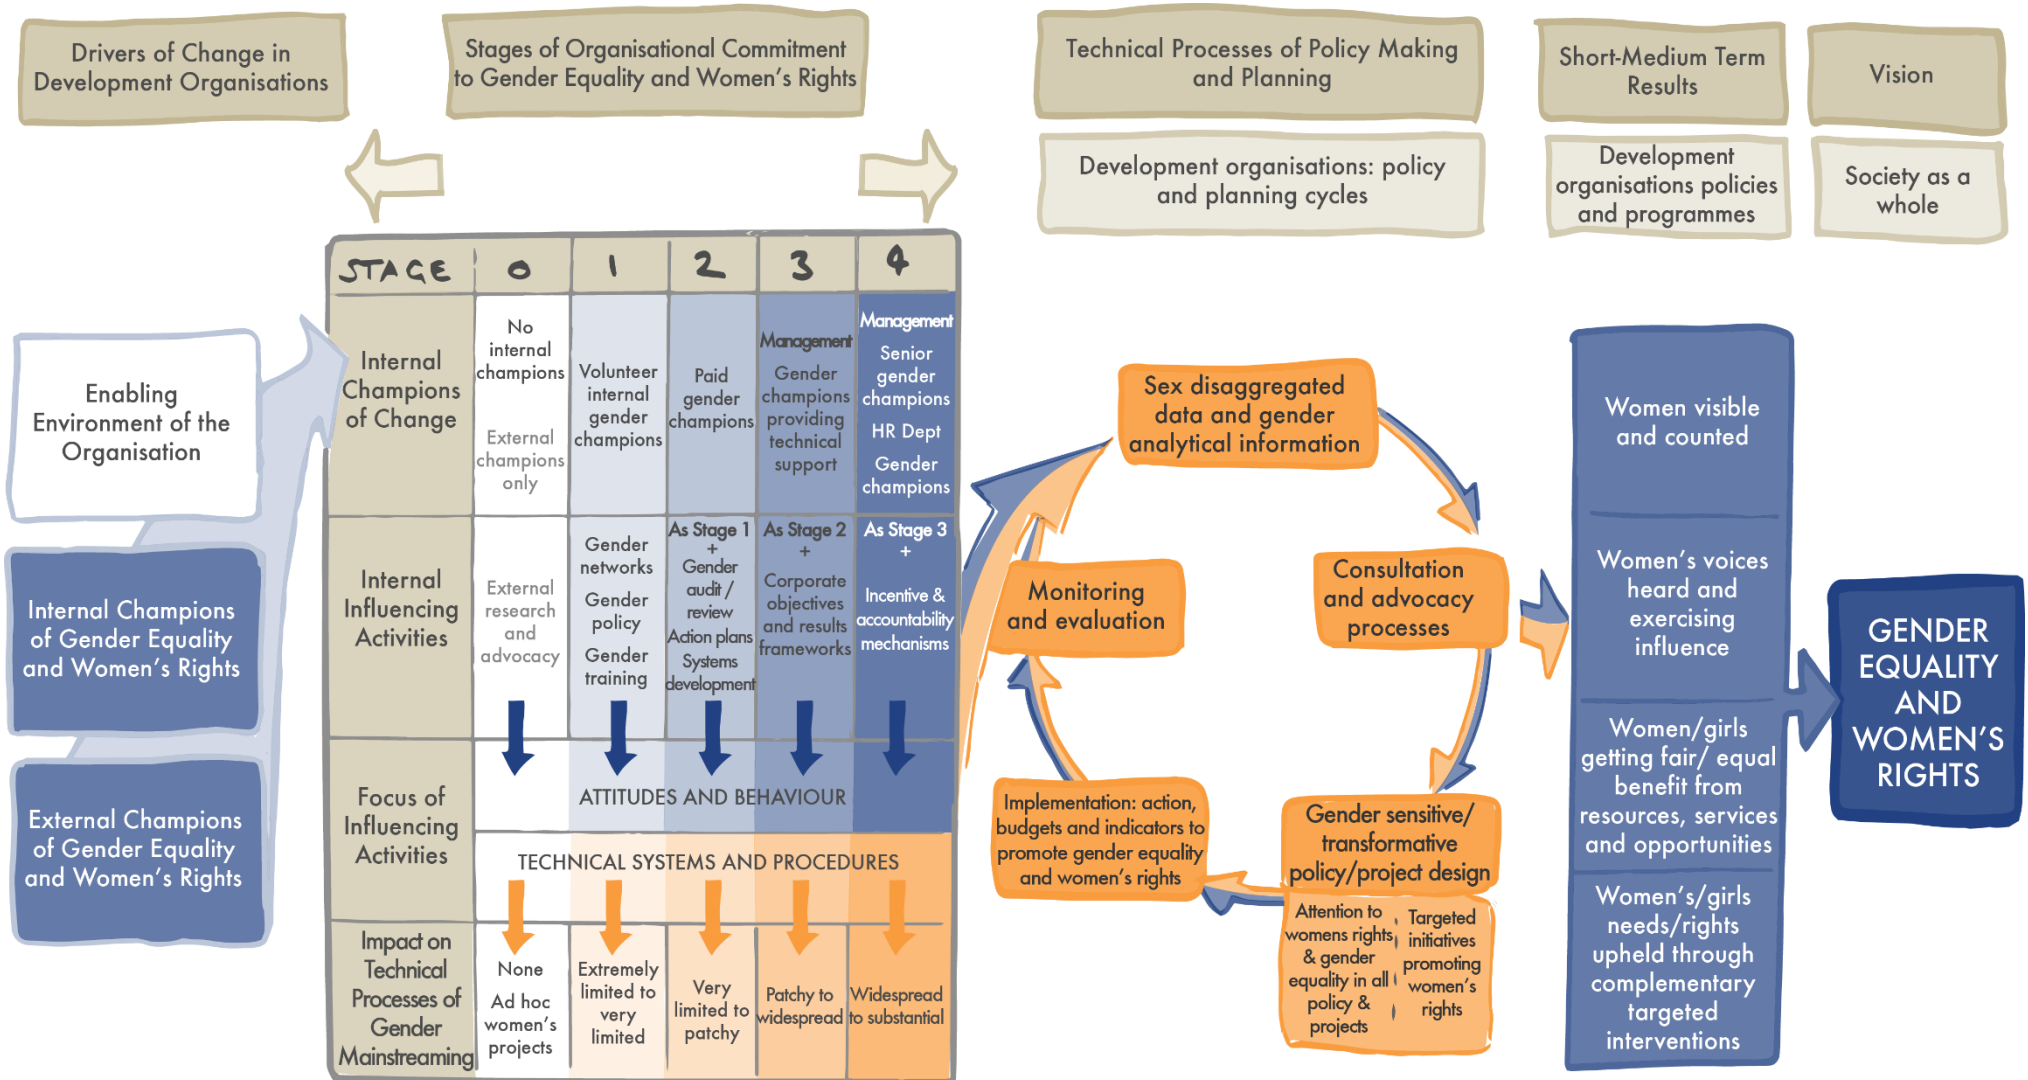 Drivers of Change in
Development Organisations
Stages of Organisational Commitment
to Gender Equality and Women's Rights
Technical Processes of Policy Making
and Planning
Short-Medium Term
Results
Vision
Development organisations: policy
and planning cycles
Development
organisations policies
and programmes
Society as a
whole
STAGE
0
1
2
3
4
Enabling
Environment of the
Organisation
Internal Champions
of Gender Equality
and Women's Rights
External Champions
of Gender Equality
and Women's Rights
Internal
Champions
of Change
No
internal
champions
External
champions
only
Volunteer
internal
gender
champions
Paid
gender
champions
Management
Gender
champions
providing
technical
support
Management
Senior
gender
champions
HR Dept
Gender
champions
Internal
Influencing
Activities
External
research
and
advocacy
Gender
networks
Gender
policy
Gender
training
As Stage 1
+
Gender
audit /
review
Action plans
Systems
development
As Stage 2
+
Corporate
objectives
and results
frameworks
As Stage 3
+
Incentive &
accountability
mechanisms
Focus of
Influencing
Activities
ATTITUDES AND BEHAVIOUR
TECHNICAL SYSTEMS AND PROCEDURES
Impact on
Technical
Processes of
Gender
Mainstreaming
None
Ad hoc
women's
projects
Extremely
limited to
very
limited
Very
limited to
patchy
Patchy to
widespread
Widespread
to substantial
Sex disaggregated
data and gender
analytical information
Consultation
and advocacy
processes
Gender sensitive/
transformative
policy/project design
Attention to
womens rights
& gender
equality in all
policy &
projects
Targeted
initiatives
promoting
women's
rights
Implementation: action,
budgets and indicators to
promote gender equality
and women's rights
Monitoring
and evaluation
Women visible
and counted
Women's voices
heard and
exercising
influence
Women/girls
getting fair/ equal
benefit from
resources, services
and opportunities
Women's/girls
needs/rights
upheld through
complementary
targeted
interventions
GENDER
EQUALITY
AND
WOMEN'S
RIGHTS